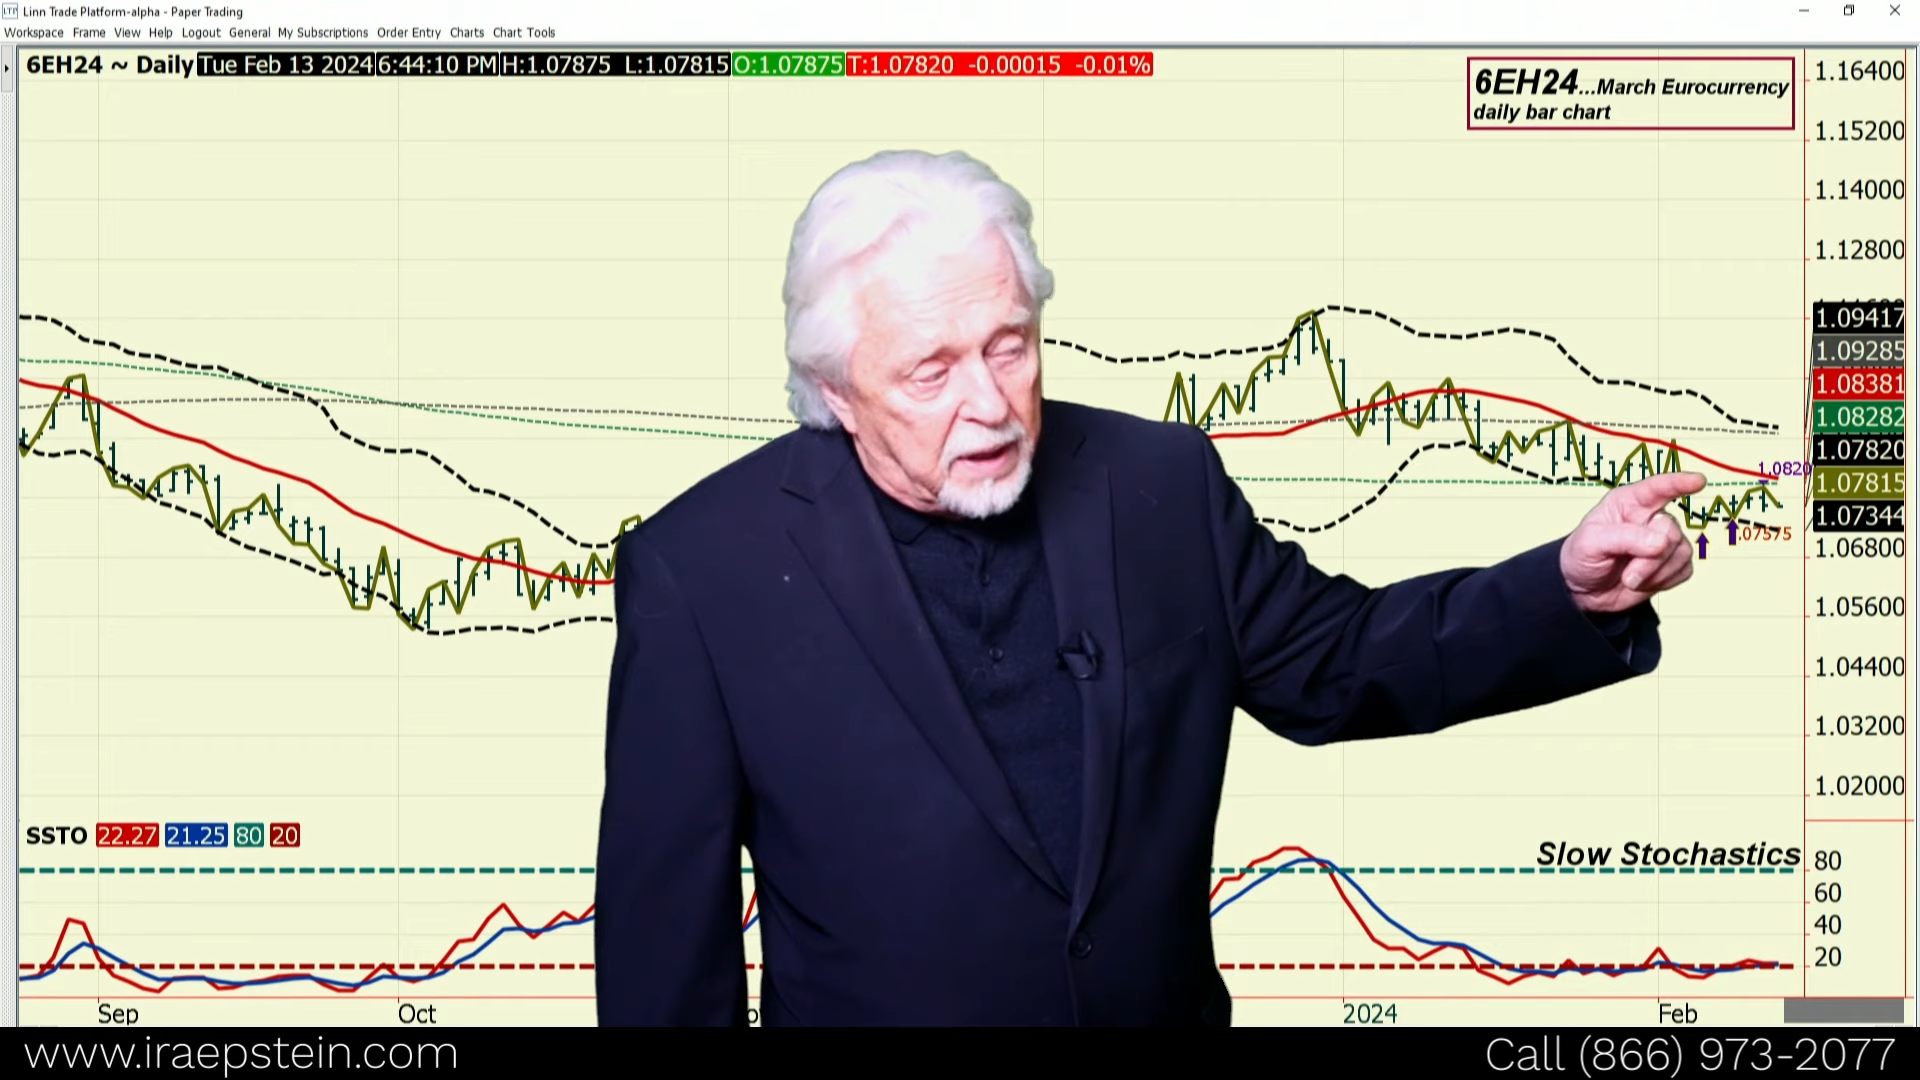 LTP Linn Trade Platform-alpha - Paper Trading
Workspace Frame View Help Logout General My Subscriptions Order Entry Charts Chart Tools
6EH24 ~ Daily Tue Feb 13 2024 6:44:10 PM H:1.07875 L:1.07815 O:1.07875 T:1.07820 -0.00015 -0.01%
6EH24...March Eurocurrency
daily bar chart
1.16400
1.15200
1.14000
1.12800
1.09417
1.09285
1.08381
1.08282
1.07820
1.0820
1.07815
1.07344
.07575
1.06800
1.05600
1.04400
1.03200
1.02000
SSTO 22.27 21.25 80 20
Slow Stochastics
80
60
40
20
Sep Oct 2024 Feb
www.iraepstein.com Call (866) 973-2077